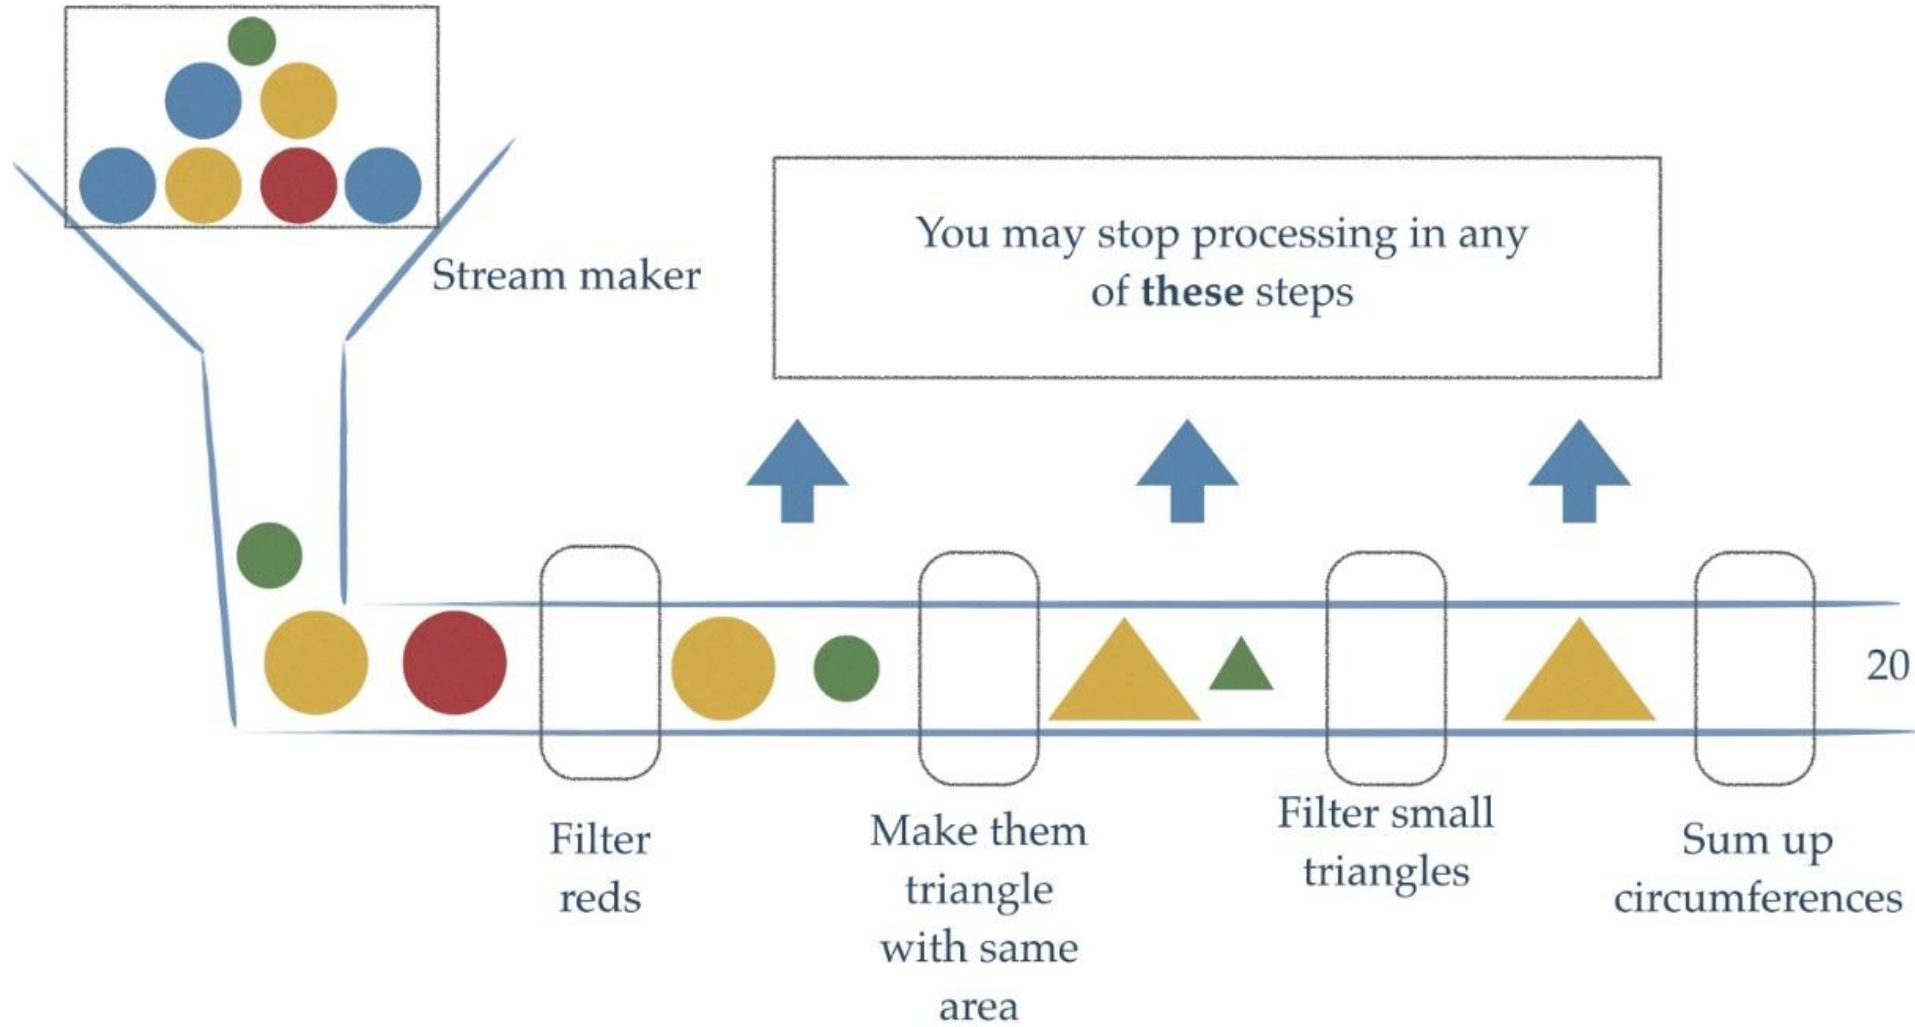 Stream maker
You may stop processing in any
of these steps
20
Filter
reds
Make them
triangle
with same
area
Filter small
triangles
Sum up
circumferences